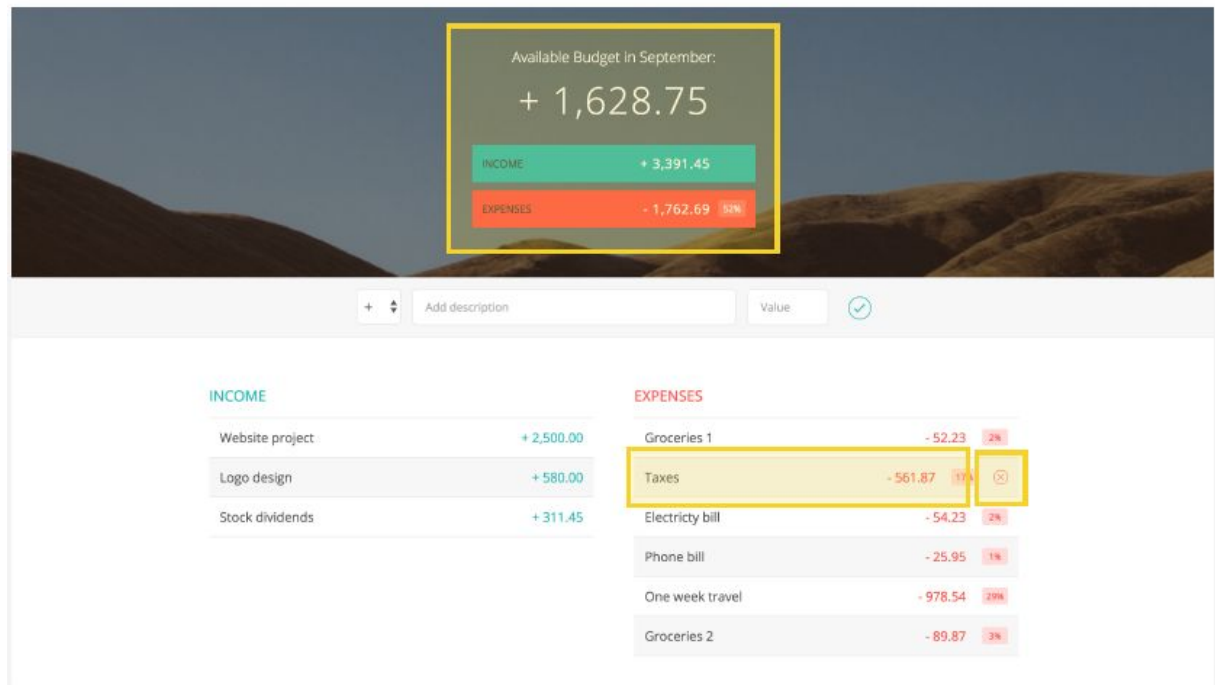 Available Budget in September:
+ 1,628.75
INCOME + 3,391.45
EXPENSES - 1,762.69 52%
+ Add description Value
INCOME
Website project + 2,500.00
Logo design + 580.00
Stock dividends + 311.45
EXPENSES
Groceries 1 - 52.23 2%
Taxes - 561.87 17%
Electricty bill - 54.23 2%
Phone bill - 25.95 1%
One week travel - 978.54 29%
Groceries 2 - 89.87 3%